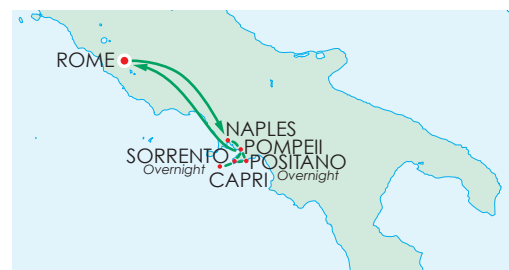 ROME
NAPLES
POMPEII
SORRENTO
POSITANO
Overnight
Overnight
CAPRI